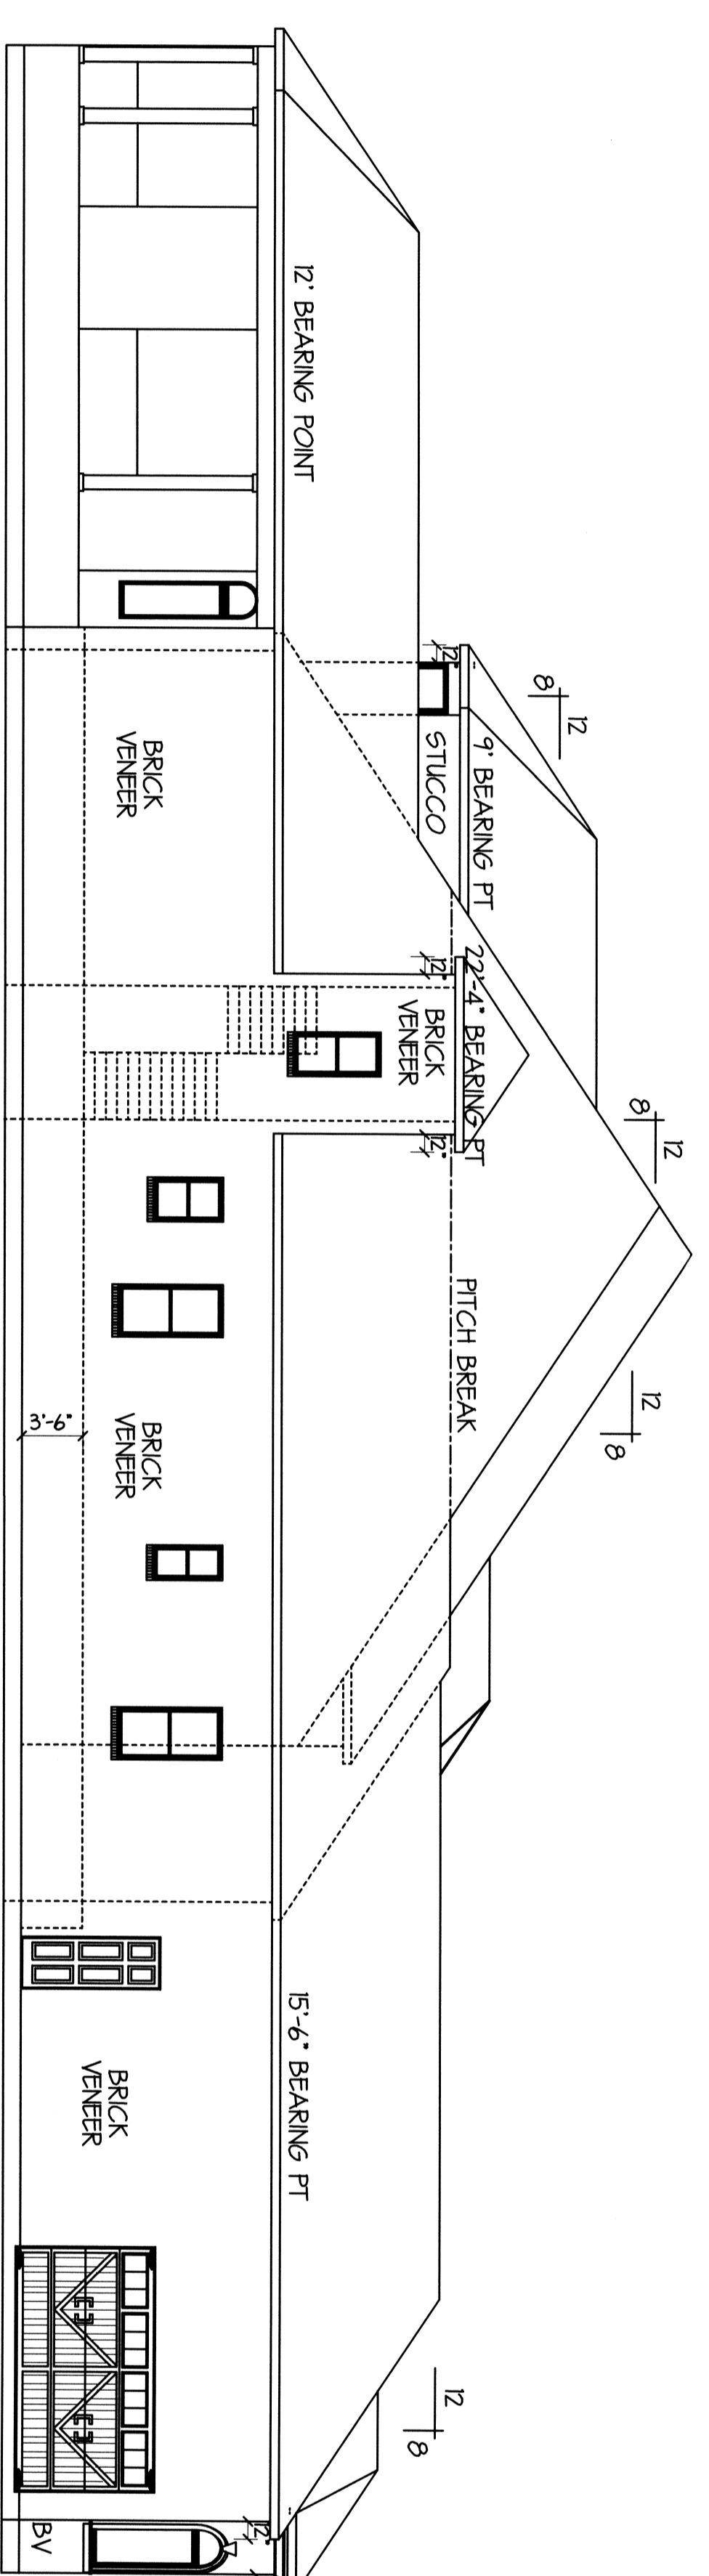 12' BEARING POINT
12"
8
12
STUCCO
9' BEARING PT
BRICK
VENEER
12"
22'-4" BEARING PT
BRICK
VENEER
12"
8
12
PITCH BREAK
12
8
3'-6"
BRICK
VENEER
15'-6" BEARING PT
BRICK
VENEER
12
8
12"
BV